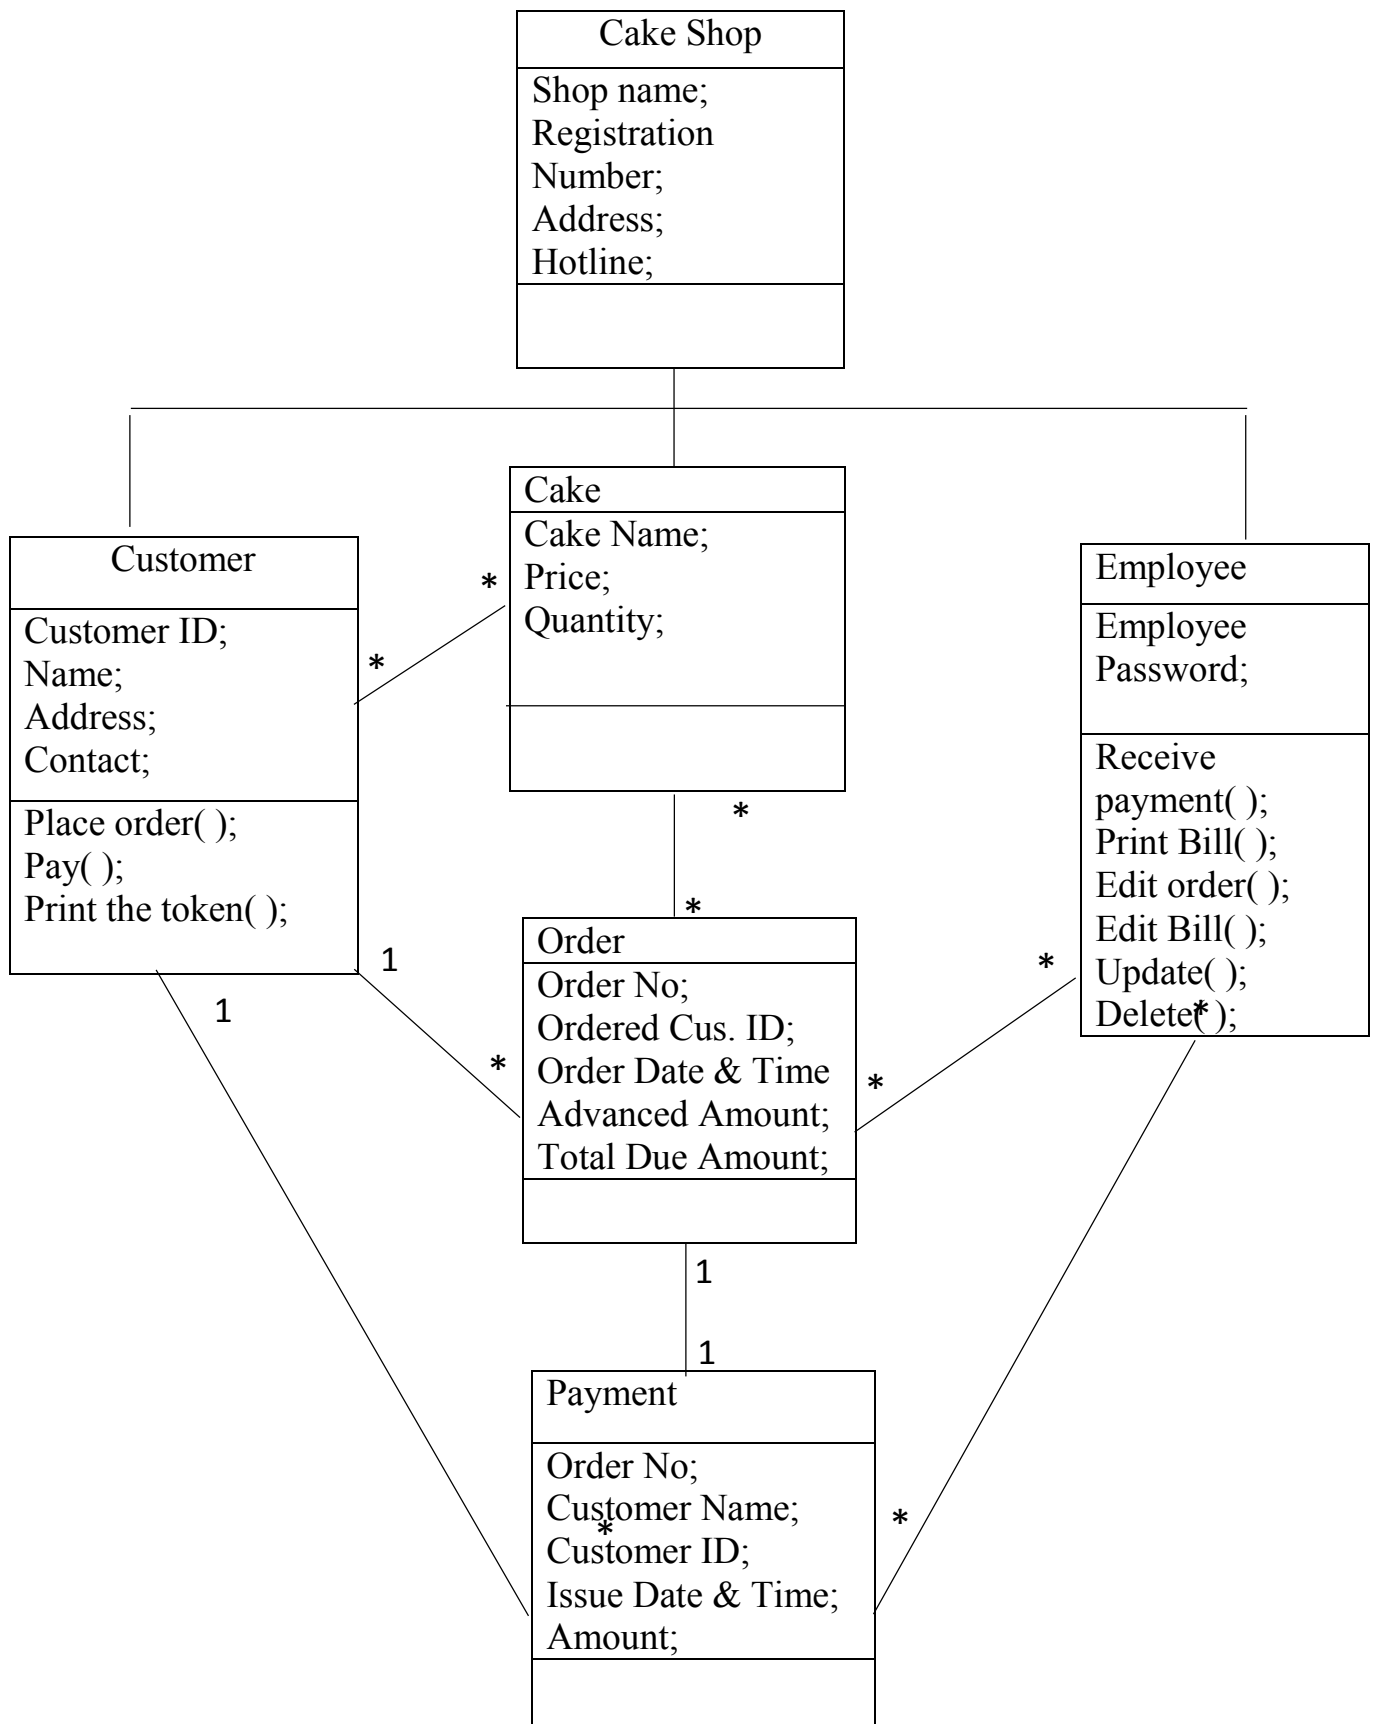 Cake Shop
Shop name;
Registration
Number;
Address;
Hotline;
Cake
Cake Name;
Price;
Quantity;
*
*
*
Customer
Customer ID;
Name;
Address;
Contact;
Place order( );
Pay( );
Print the token( );
1
1
Employee
Employee
Password;
Receive
payment( );
Print Bill( );
Edit order( );
Edit Bill( );
Update( );
Delete( );
*
*
*
Order
Order No;
Ordered Cus. ID;
Order Date & Time
Advanced Amount;
Total Due Amount;
*
*
1
1
Payment
Order No;
Customer Name;
*
Customer ID;
Issue Date & Time;
Amount;
*